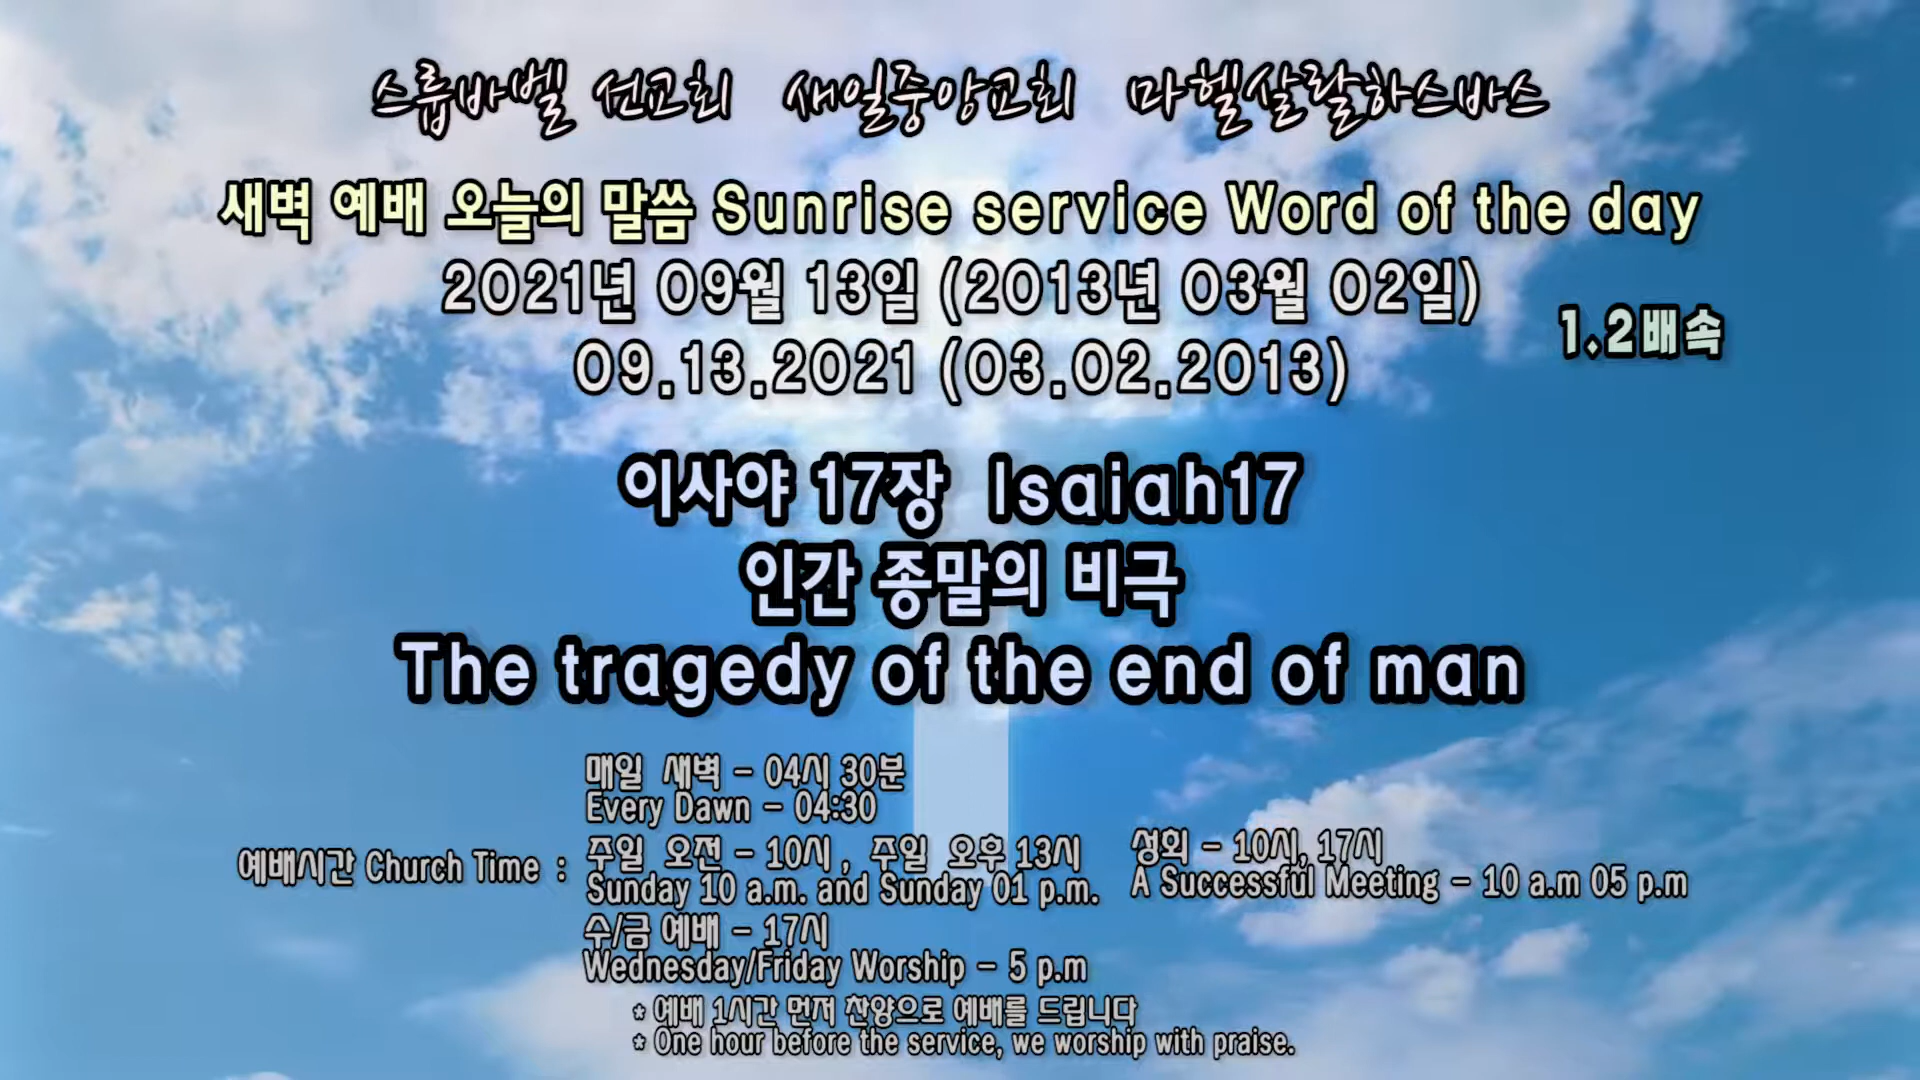 스룹바벨 선교회 새일중앙교회 마헬살랄하스바스
새벽 예배 오늘의 말씀 Sunrise service Word of the day
2021년 09월 13일 (2013년 03월 02일)
1.2배속
09.13.2021 (03.02.2013)
이사야 17장 Isaiah17
인간 종말의 비극
The tragedy of the end of man
매일 새벽 - 04시 30분
Every Dawn - 04:30
예배시간 Church Time :
주일 오전 - 10시 , 주일 오후 13시
Sunday 10 a.m. and Sunday 01 p.m.
성회 - 10시, 17시
A Successful Meeting - 10 a.m 05 p.m
수/금 예배 - 17시
Wednesday/Friday Worship - 5 p.m
* 예배 1시간 먼저 찬양으로 예배를 드립니다
* One hour before the service, we worship with praise.